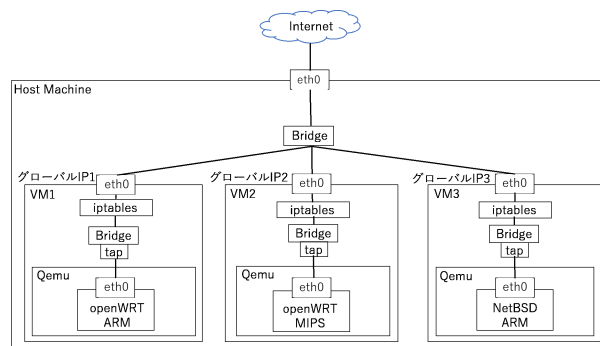 Internet
eth0
Host Machine
Bridge
グローバルIP1
eth0
グローバルIP2
eth0
グローバルIP3
eth0
VM1
VM2
VM3
iptables
iptables
iptables
Bridge
Bridge
Bridge
tap
tap
tap
Qemu
Qemu
Qemu
eth0
eth0
eth0
openWRT
ARM
openWRT
MIPS
NetBSD
ARM